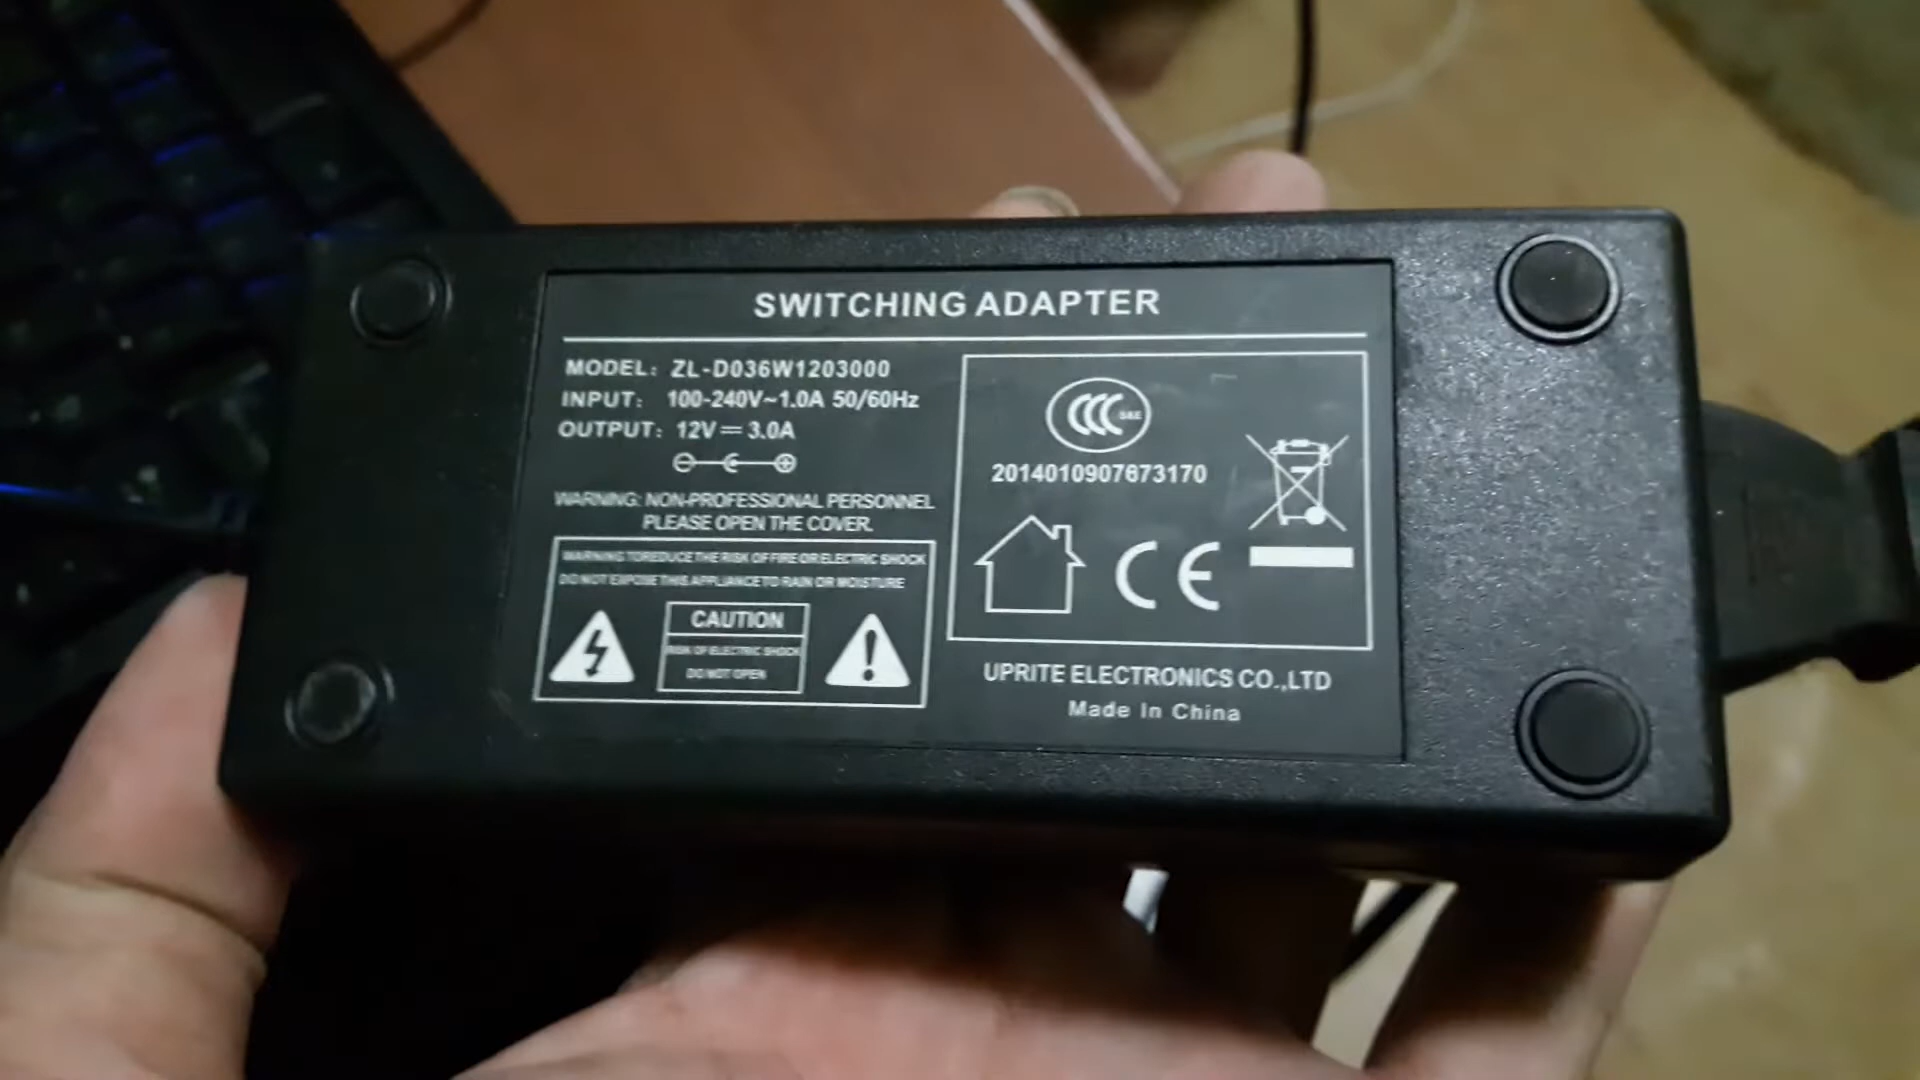 SWITCHING ADAPTER
MODEL: ZL-D036W1203000
INPUT: 100-240V~1.0A 50/60Hz
OUTPUT: 12V⎓3.0A
WARNING: NON-PROFESSIONAL PERSONNEL
PLEASE OPEN THE COVER.
WARNING TOREDUCE THE RISK OF FIRE OR ELECTRIC SHOCK
DO NOT EXPOSE THIS APPLIANCE TO RAIN OR MOISTURE
CAUTION
RISK OF ELECTRIC SHOCK
DO NOT OPEN
CCC S&E
2014010907673170
CE
UPRITE ELECTRONICS CO.,LTD
Made In China